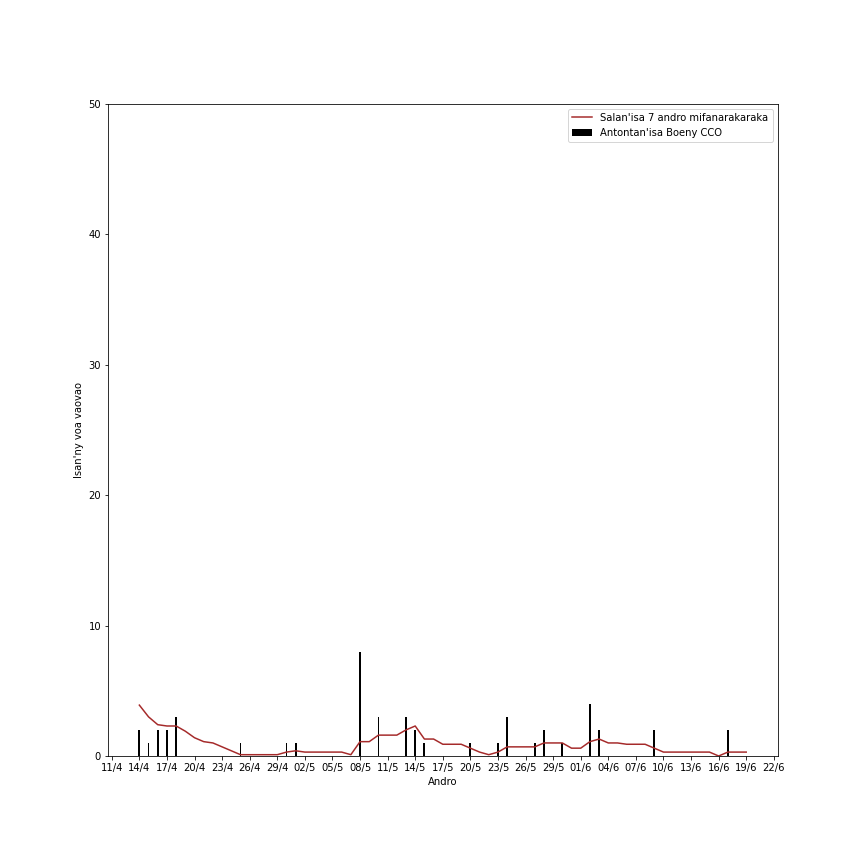 Salan'isa 7 andro mifanarakaraka
Antontan'isa Boeny CCO
50
40
30
20
10
0
Isan'ny voa vaovao
11/4 14/4 17/4 20/4 23/4 26/4 29/4 02/5 05/5 08/5 11/5 14/5 17/5 20/5 23/5 26/5 29/5 01/6 04/6 07/6 10/6 13/6 16/6 19/6 22/6
Andro